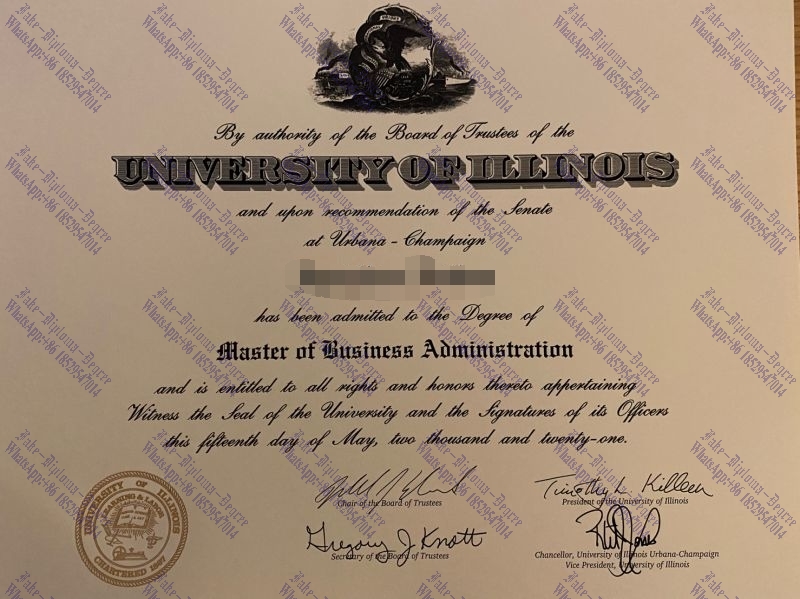 By authority of the Board of Trustees of the
UNIVERSITY OF ILLINOIS
and upon recommendation of the Senate
at Urbana - Champaign
has been admitted to the Degree of
Master of Business Administration
and is entitled to all rights and honors thereto appertaining
Witness the Seal of the University and the Signatures of its Officers
this fifteenth day of May, two thousand and twenty-one.
Chair of the Board of Trustees
Timothy L Killeen
President of the University of Illinois
Gregory J Knott
Secretary of the Board of Trustees
Chancellor, University of Illinois Urbana-Champaign
Vice President, University of Illinois
UNIVERSITY OF ILLINOIS
LEARNING & LABOR
CHARTERED 1867
Fake-Diploma-Degree
WhatsApp:+86 18529547014